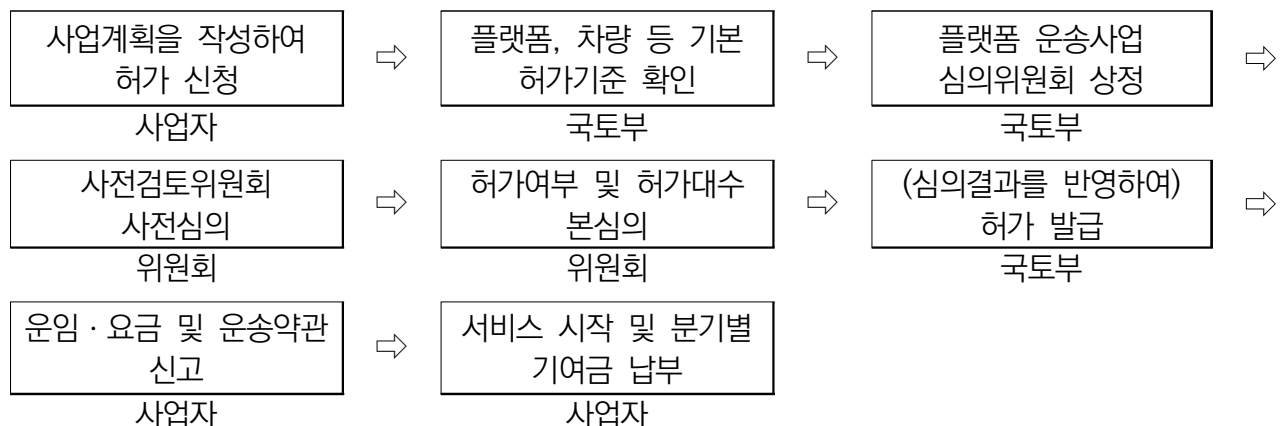 사업계획을 작성하여
허가 신청
사업자
⇨
플랫폼, 차량 등 기본
허가기준 확인
국토부
⇨
플랫폼 운송사업
심의위원회 상정
국토부
⇨
사전검토위원회
사전심의
위원회
⇨
허가여부 및 허가대수
본심의
위원회
⇨
(심의결과를 반영하여)
허가 발급
국토부
⇨
운임·요금 및 운송약관
신고
사업자
⇨
서비스 시작 및 분기별
기여금 납부
사업자